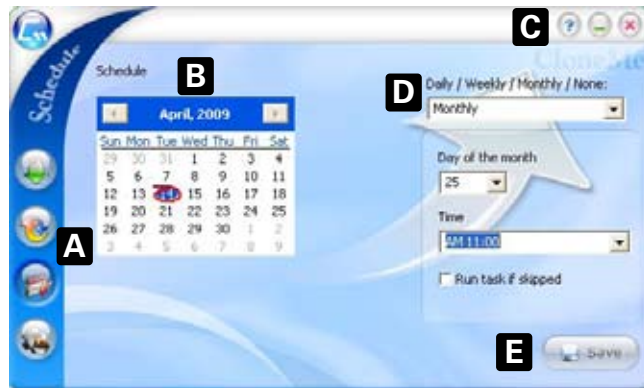 C
?
CloneMe
Schedule
Schedule
B
D
Daily / Weekly / Monthly / None:
Monthly
April, 2009
Sun Mon Tue Wed Thu Fri Sat
29 30 31 1 2 3 4
5 6 7 8 9 10 11
12 13 14 15 16 17 18
19 20 21 22 23 24 25
26 27 28 29 30 1 2
3 4 5 6 7 8 9
Day of the month
25
Time
AM 11:00
A
Run task if skipped
E
Save